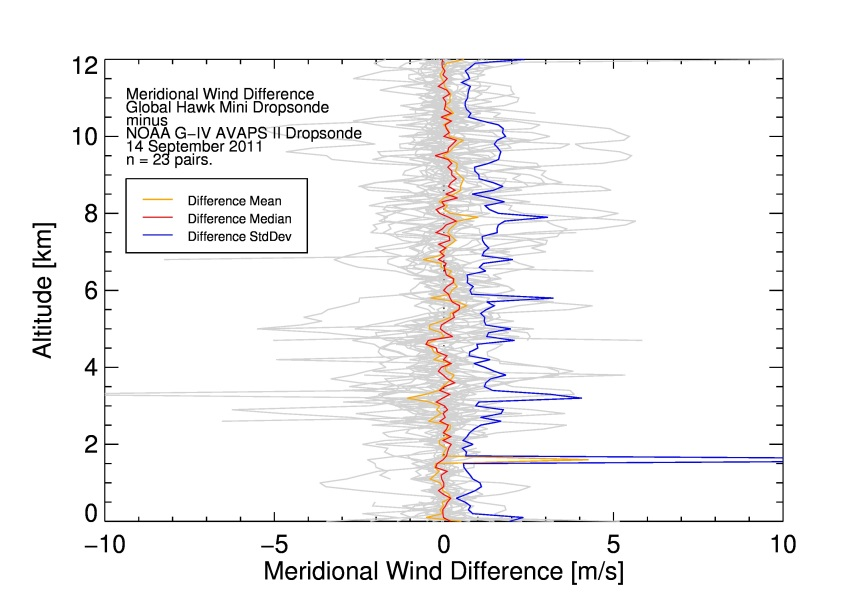 12
10
8
6
4
2
0
Altitude [km]
Meridional Wind Difference
Global Hawk Mini Dropsonde
minus
NOAA G−IV AVAPS II Dropsonde
14 September 2011
n = 23 pairs.
Difference Mean
Difference Median
Difference StdDev
−10 −5 0 5 10
Meridional Wind Difference [m/s]